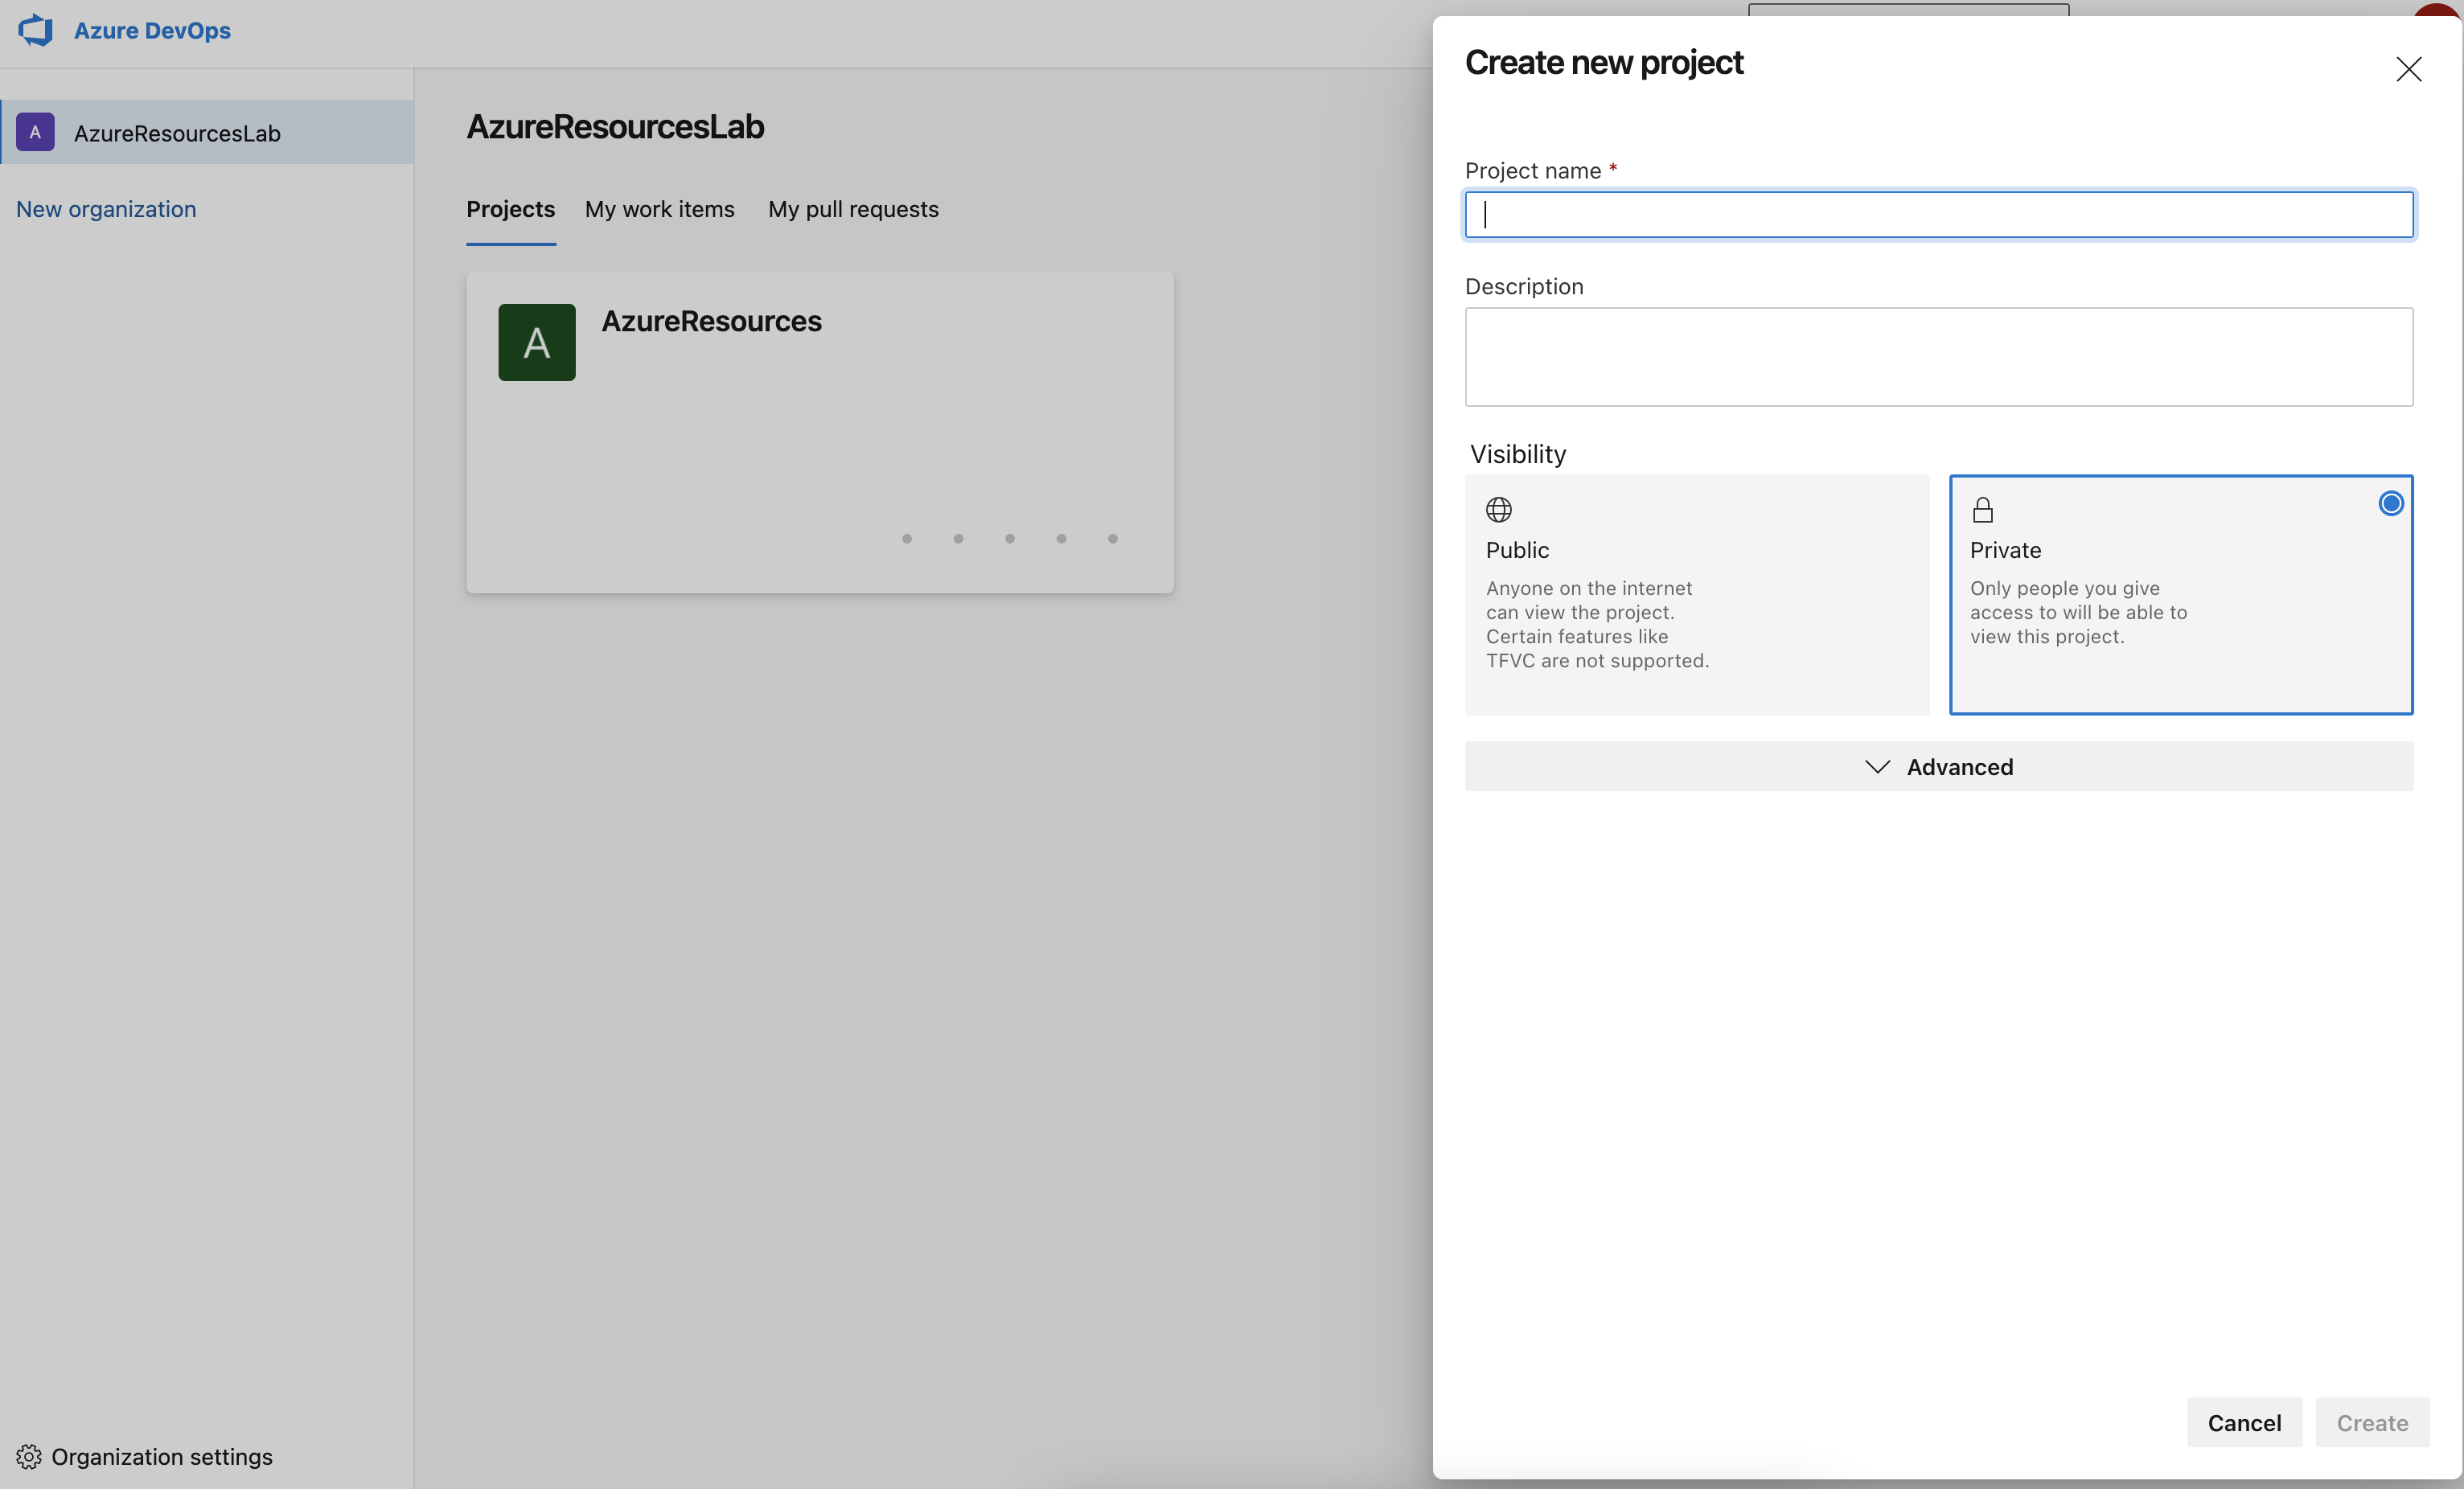 Azure DevOps
A
AzureResourcesLab
New organization
Organization settings
AzureResourcesLab
Projects
My work items
My pull requests
A
AzureResources
Create new project
Project name *
Description
Visibility
Public
Anyone on the internet
can view the project.
Certain features like
TFVC are not supported.
Private
Only people you give
access to will be able to
view this project.
Advanced
Cancel
Create